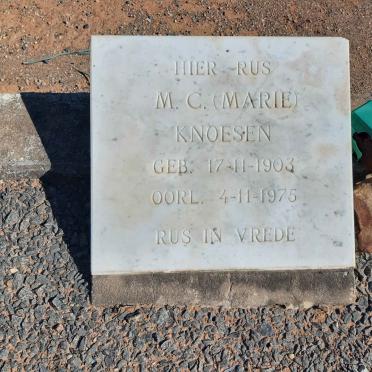 HIER RUS
M. C. (MARIE)
KNOESEN
GEB. 17-11-1903
OORL. 4-11-1975
RUS IN VREDE